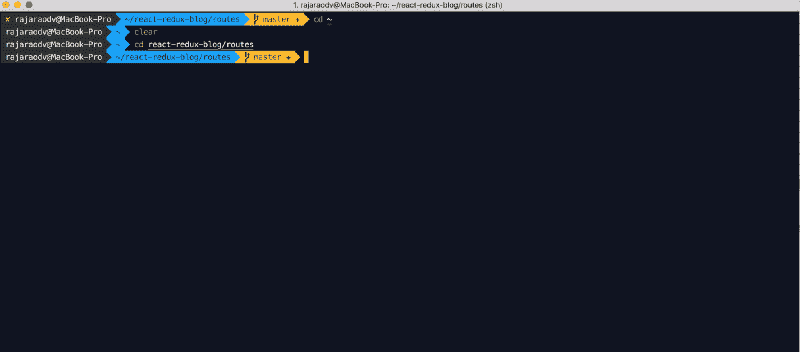 1. rajaraodv@MacBook-Pro: ~/react-redux-blog/routes (zsh)
✘ rajaraodv@MacBook-Pro ~/react-redux-blog/routes master + cd ~
rajaraodv@MacBook-Pro ~ clear
rajaraodv@MacBook-Pro ~ cd react-redux-blog/routes
rajaraodv@MacBook-Pro ~/react-redux-blog/routes master +